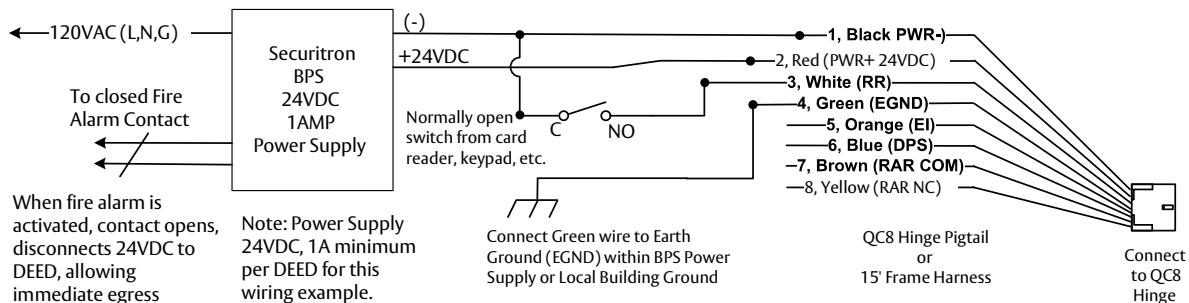 120VAC (L,N,G)
Securitron
BPS
24VDC
1AMP
Power Supply
(-)
+24VDC
To closed Fire
Alarm Contact
When fire alarm is
activated, contact opens,
disconnects 24VDC to
DEED, allowing
immediate egress
Note: Power Supply
24VDC, 1A minimum
per DEED for this
wiring example.
Normally open
switch from card
reader, keypad, etc.
C
NO
Connect Green wire to Earth
Ground (EGND) within BPS Power
Supply or Local Building Ground
1, Black PWR-)
2, Red (PWR+ 24VDC)
3, White (RR)
4, Green (EGND)
5, Orange (EI)
6, Blue (DPS)
7, Brown (RAR COM)
8, Yellow (RAR NC)
QC8 Hinge Pigtail
or
15' Frame Harness
Connect
to QC8
Hinge